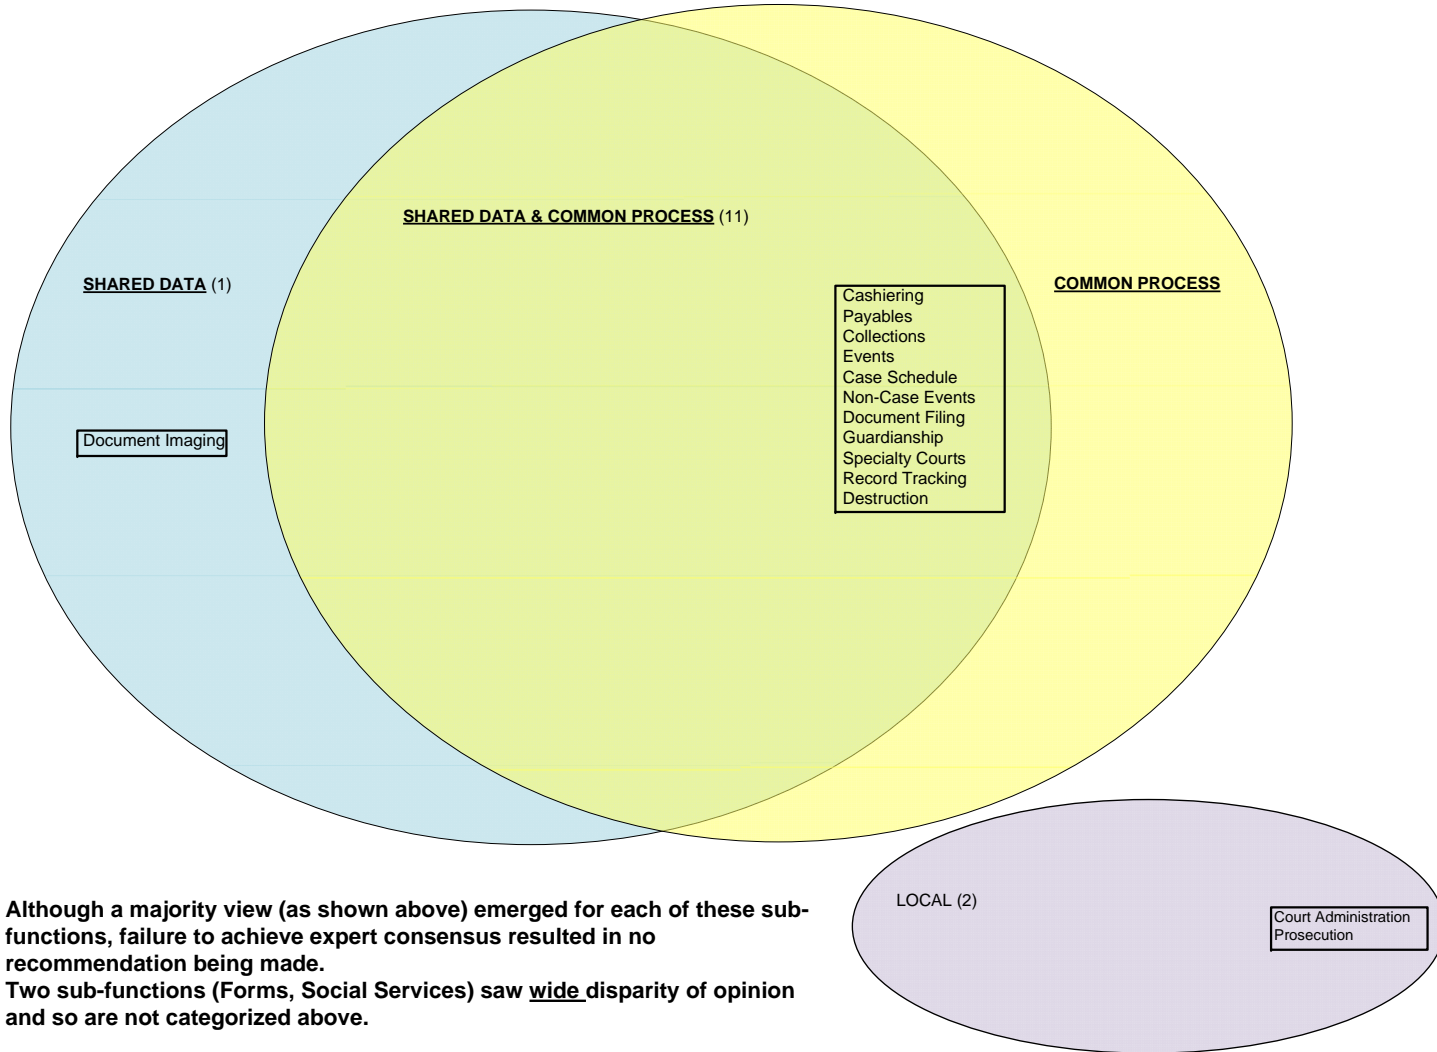 SHARED DATA & COMMON PROCESS (11)
SHARED DATA (1)
COMMON PROCESS
Cashiering
Payables
Collections
Events
Case Schedule
Non-Case Events
Document Filing
Guardianship
Specialty Courts
Record Tracking
Destruction
Document Imaging
LOCAL (2)
Court Administration
Prosecution
Although a majority view (as shown above) emerged for each of these sub-
functions, failure to achieve expert consensus resulted in no
recommendation being made.
Two sub-functions (Forms, Social Services) saw wide disparity of opinion
and so are not categorized above.